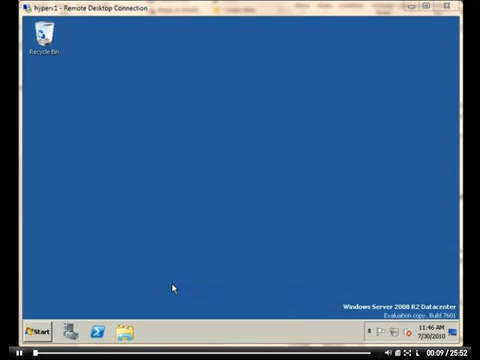 hyperv1 - Remote Desktop Connection
Recycle Bin
Windows Server 2008 R2 Datacenter
Evaluation copy. Build 7601
Start
11:46 AM
7/30/2010
00:09 / 25:52